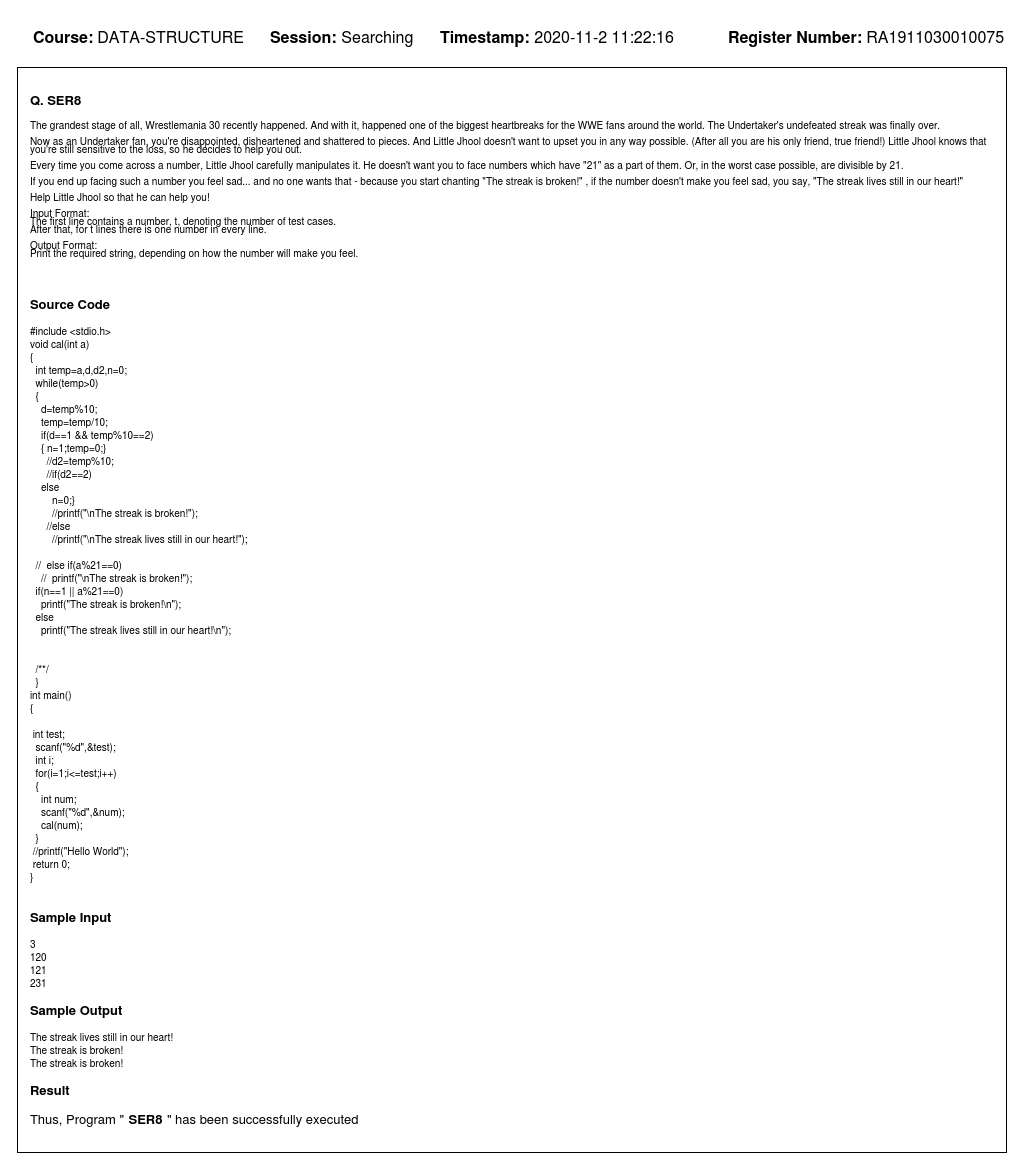 Course: DATA-STRUCTURE Session: Searching Timestamp: 2020-11-2 11:22:16 Register Number: RA1911030010075
Q. SER8
The grandest stage of all, Wrestlemania 30 recently happened. And with it, happened one of the biggest heartbreaks for the WWE fans around the world. The Undertaker's undefeated streak was finally over.
Now as an Undertaker fan, you're disappointed, disheartened and shattered to pieces. And Little Jhool doesn't want to upset you in any way possible. (After all you are his only friend, true friend!) Little Jhool knows that
you're still sensitive to the loss, so he decides to help you out.
Every time you come across a number, Little Jhool carefully manipulates it. He doesn't want you to face numbers which have "21" as a part of them. Or, in the worst case possible, are divisible by 21.
If you end up facing such a number you feel sad... and no one wants that - because you start chanting "The streak is broken!" , if the number doesn't make you feel sad, you say, "The streak lives still in our heart!"
Help Little Jhool so that he can help you!
Input Format:
The first line contains a number, t, denoting the number of test cases.
After that, for t lines there is one number in every line.
Output Format:
Print the required string, depending on how the number will make you feel.
Source Code
#include <stdio.h>
void cal(int a)
{
  int temp=a,d,d2,n=0;
  while(temp>0)
  {
    d=temp%10;
    temp=temp/10;
    if(d==1 && temp%10==2)
    { n=1;temp=0;}
      //d2=temp%10;
      //if(d2==2)
    else
        n=0;}
        //printf("\nThe streak is broken!");
      //else
        //printf("\nThe streak lives still in our heart!");
  //  else if(a%21==0)
    //  printf("\nThe streak is broken!");
  if(n==1 || a%21==0)
    printf("The streak is broken!\n");
  else
    printf("The streak lives still in our heart!\n");
  /**/
  }
int main()
{
 int test;
  scanf("%d",&test);
  int i;
  for(i=1;i<=test;i++)
  {
    int num;
    scanf("%d",&num);
    cal(num);
  }
 //printf("Hello World");
 return 0;
}
Sample Input
3
120
121
231
Sample Output
The streak lives still in our heart!
The streak is broken!
The streak is broken!
Result
Thus, Program " SER8 " has been successfully executed